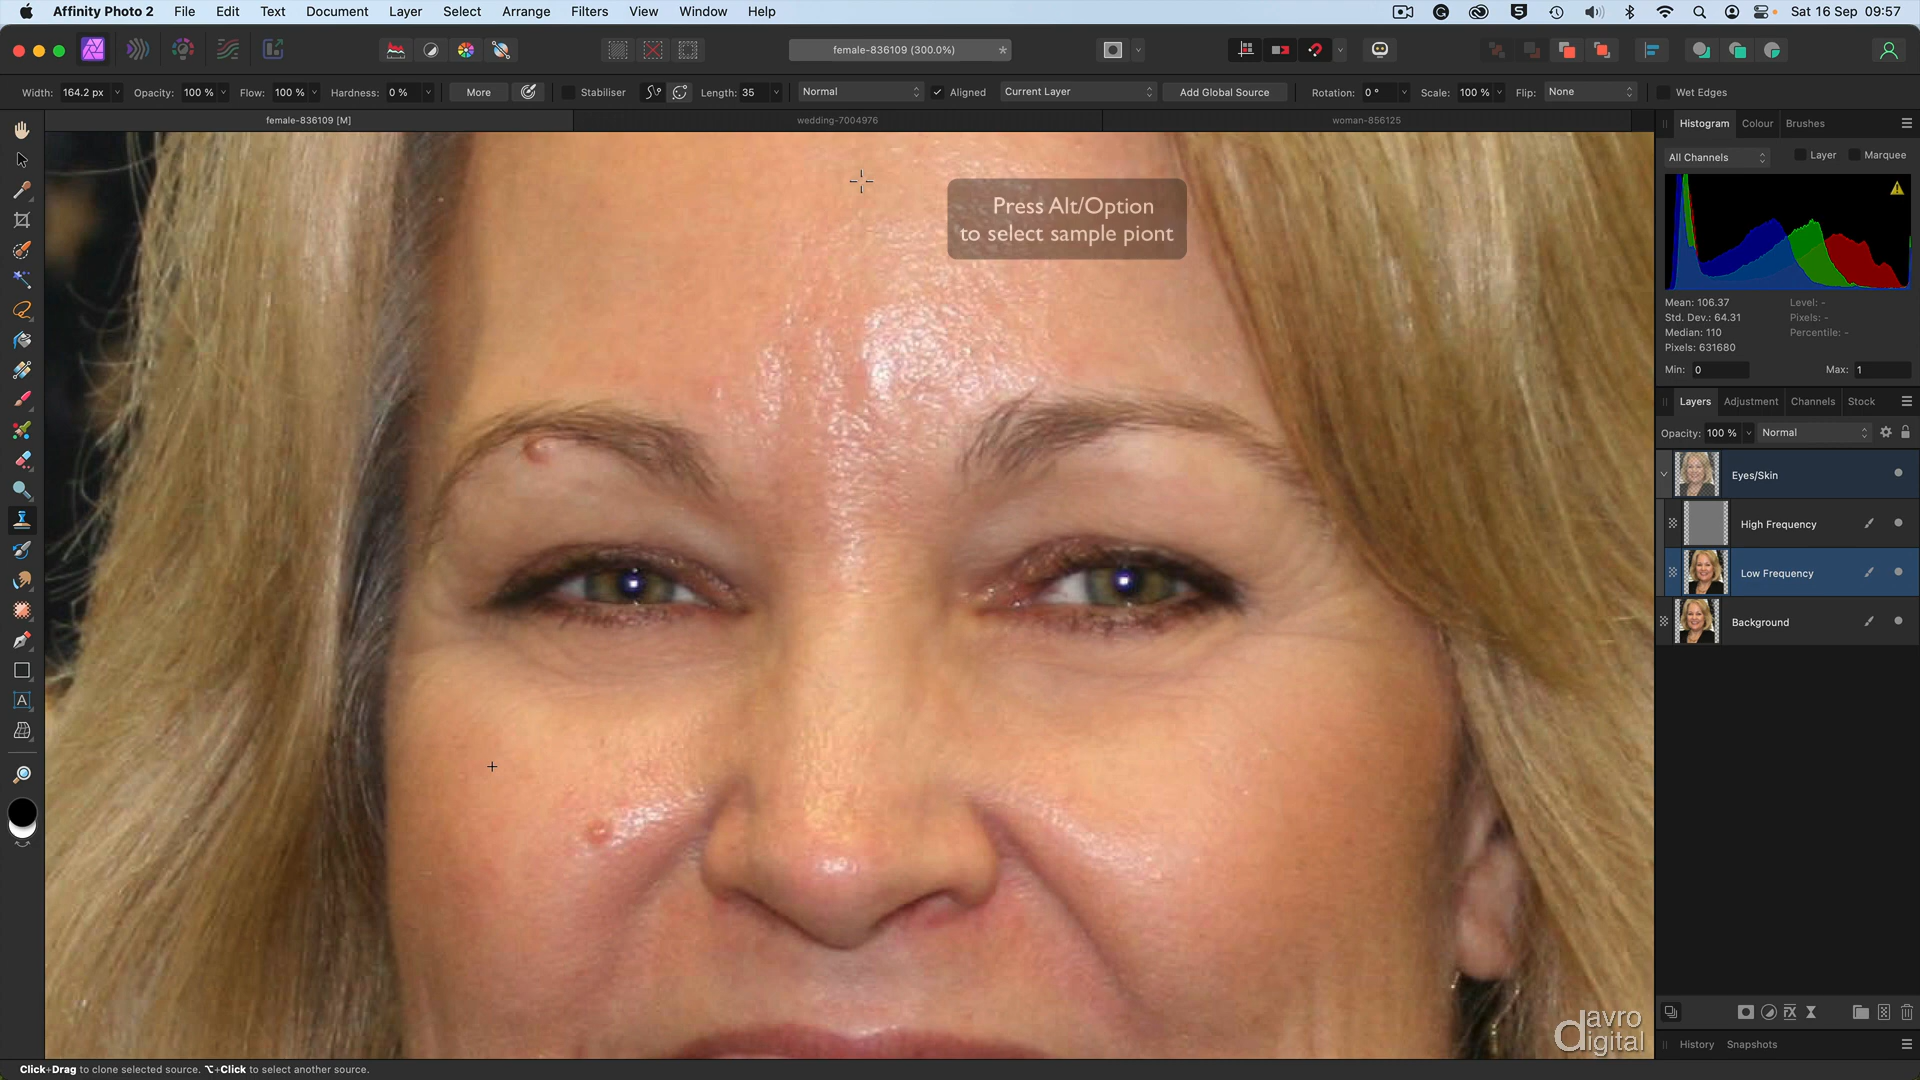 Affinity Photo 2 File Edit Text Document Layer Select Arrange Filters View Window Help Sat 16 Sep 09:57
female-836109 (300.0%) *
Width: 164.2 px Opacity: 100 % Flow: 100 % Hardness: 0 % More Stabiliser Length: 35 Normal Aligned Current Layer Add Global Source Rotation: 0 ° Scale: 100 % Flip: None Wet Edges
female-836109 [M] wedding-7004976 woman-856125
Histogram Colour Brushes
All Channels Layer Marquee
Press Alt/Option
to select sample piont
Mean: 106.37 Level: -
Std. Dev.: 64.31 Pixels: -
Median: 110 Percentile: -
Pixels: 631680
Min: 0 Max: 1
Layers Adjustment Channels Stock
Opacity: 100 % Normal
Eyes/Skin
High Frequency
Low Frequency
Background
davro
digital
History Snapshots
Click+Drag to clone selected source. ⌥+Click to select another source.